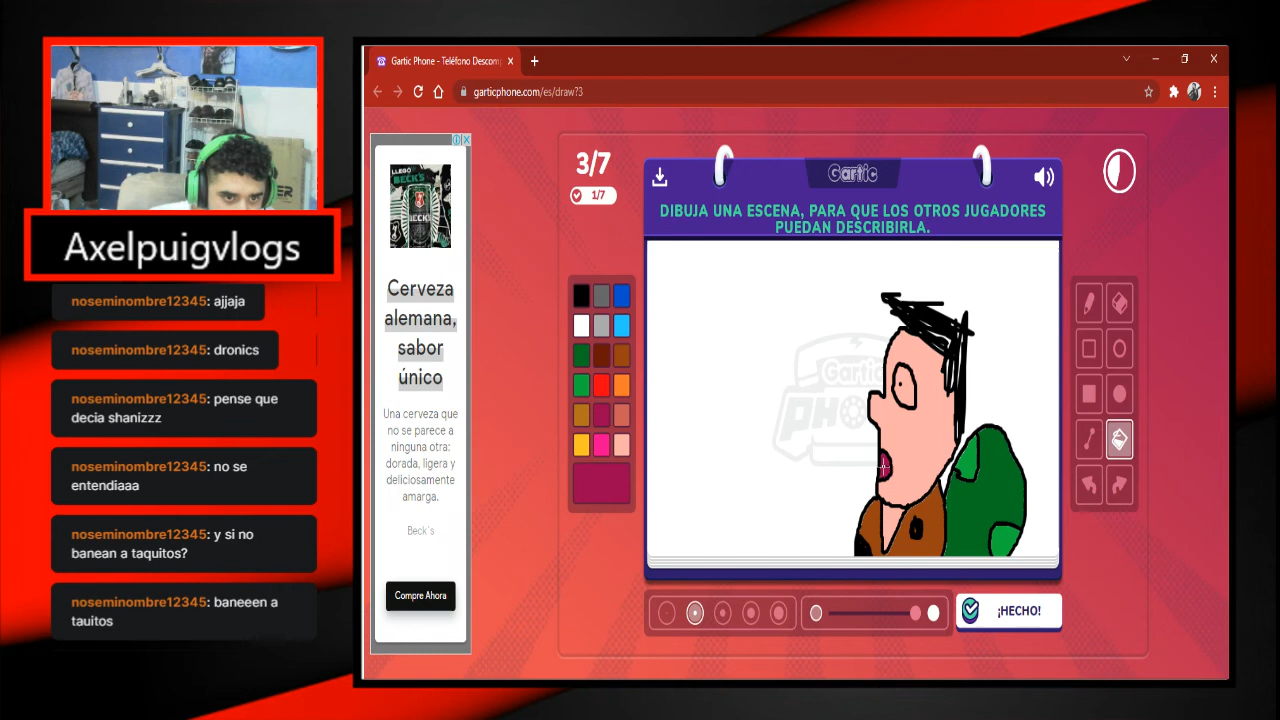 Axelpuigvlogs
noseminombre12345: ajjaja
noseminombre12345: dronics
noseminombre12345: pense que
decia shanizzz
noseminombre12345: no se
entendiaaa
noseminombre12345: y si no
banean a taquitos?
noseminombre12345: baneeen a
tauitos
Gartic Phone - Teléfono Descom
garticphone.com/es/draw?3
LLEGÓ
BECK'S
BECK'S
Cerveza
alemana,
sabor
único
Una cerveza que
no se parece a
ninguna otra:
dorada, ligera y
deliciosamente
amarga.
Beck's
Compre Ahora
3/7
1/7
Gartic
DIBUJA UNA ESCENA, PARA QUE LOS OTROS JUGADORES
PUEDAN DESCRIBIRLA.
Gartic
PHO
¡HECHO!